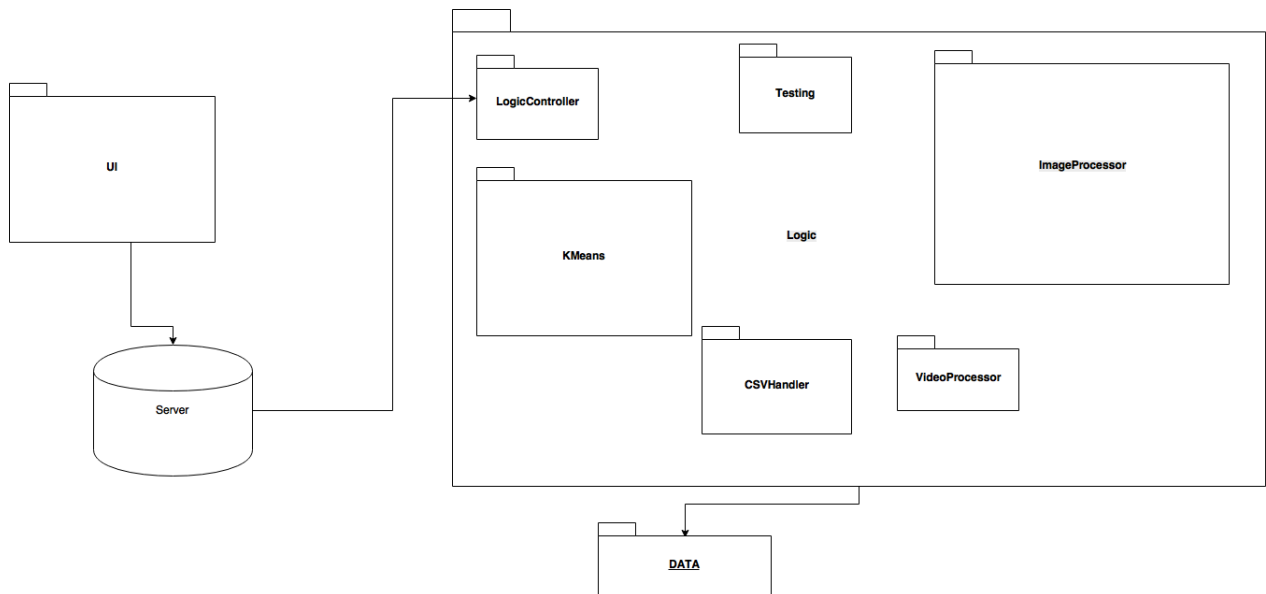 LogicController
Testing
ImageProcessor
UI
Logic
KMeans
CSVHandler
VideoProcessor
Server
DATA